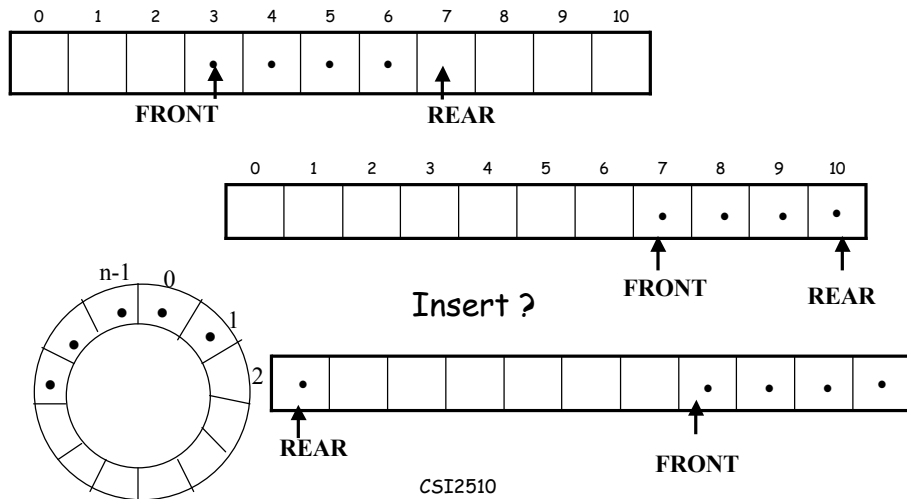 0 1 2 3 4 5 6 7 8 9 10
FRONT REAR
0 1 2 3 4 5 6 7 8 9 10
FRONT REAR
Insert ?
n-1 0
1
2
REAR FRONT
CSI2510